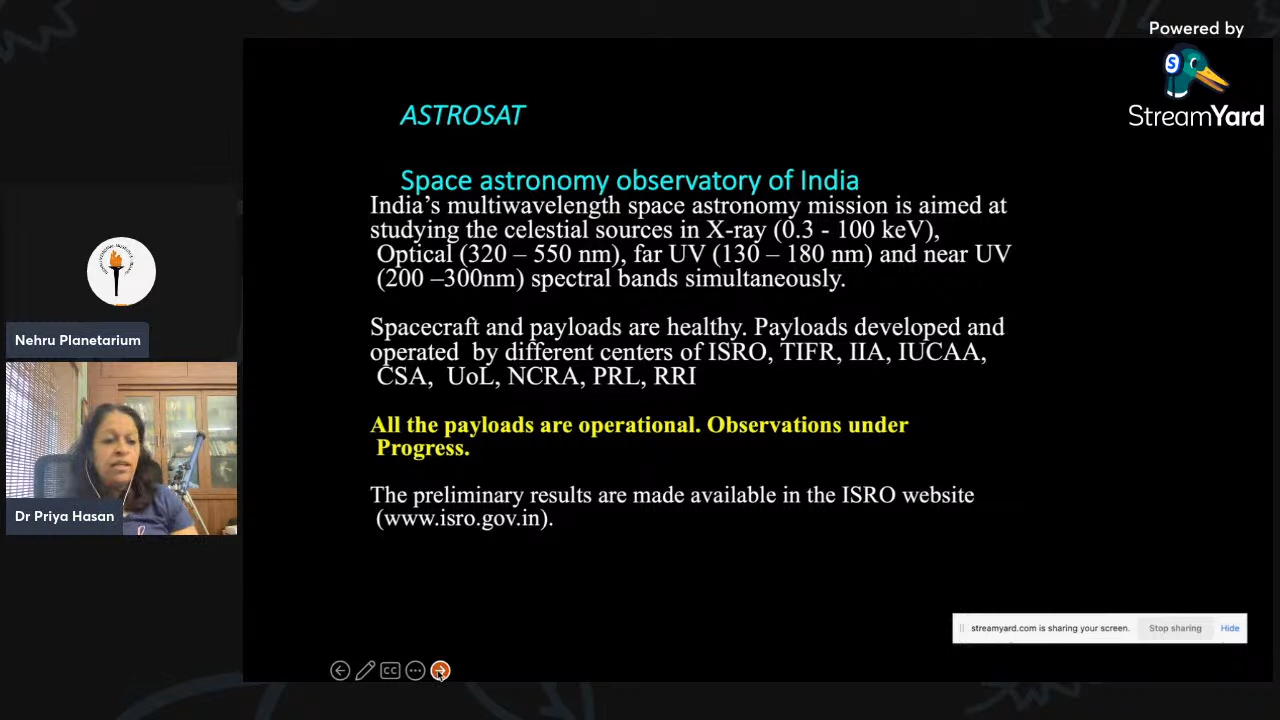 Powered by
S
StreamYard
ASTROSAT
Space astronomy observatory of India
India’s multiwavelength space astronomy mission is aimed at
studying the celestial sources in X-ray (0.3 - 100 keV),
Optical (320 – 550 nm), far UV (130 – 180 nm) and near UV
(200 –300nm) spectral bands simultaneously.
Spacecraft and payloads are healthy. Payloads developed and
operated by different centers of ISRO, TIFR, IIA, IUCAA,
CSA, UoL, NCRA, PRL, RRI
All the payloads are operational. Observations under
Progress.
The preliminary results are made available in the ISRO website
(www.isro.gov.in).
Nehru Planetarium
Dr Priya Hasan
streamyard.com is sharing your screen. Stop sharing Hide
CC